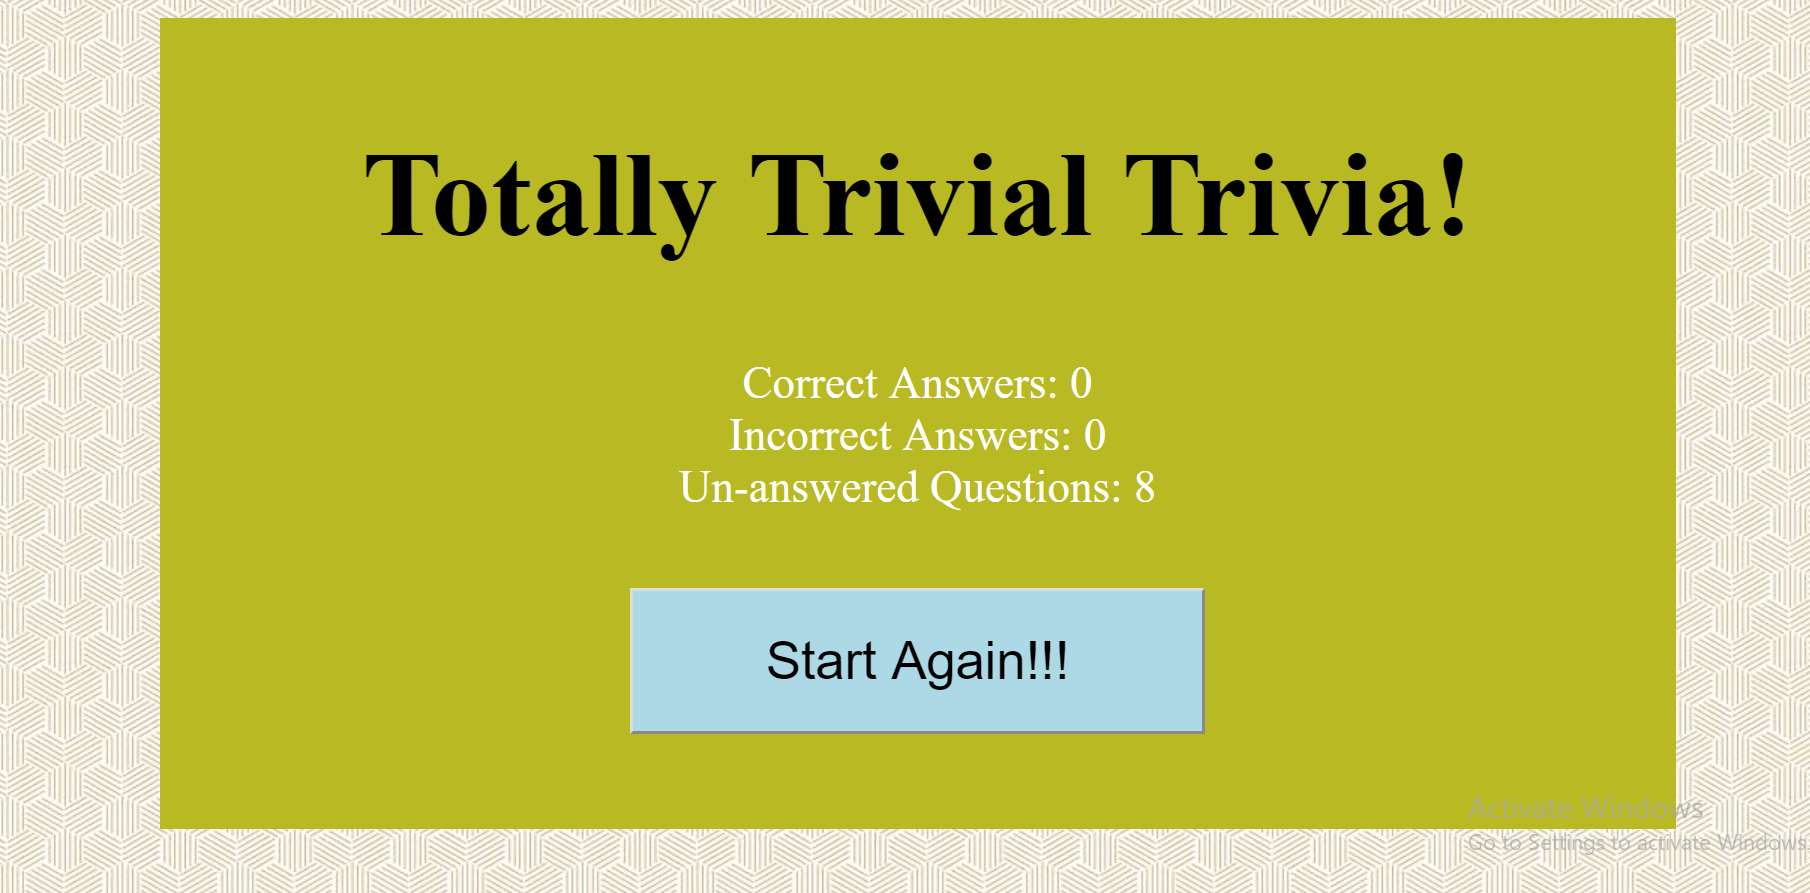 Totally Trivial Trivia!
Correct Answers: 0
Incorrect Answers: 0
Un-answered Questions: 8
Start Again!!!
Activate Windows
Go to Settings to activate Windows.